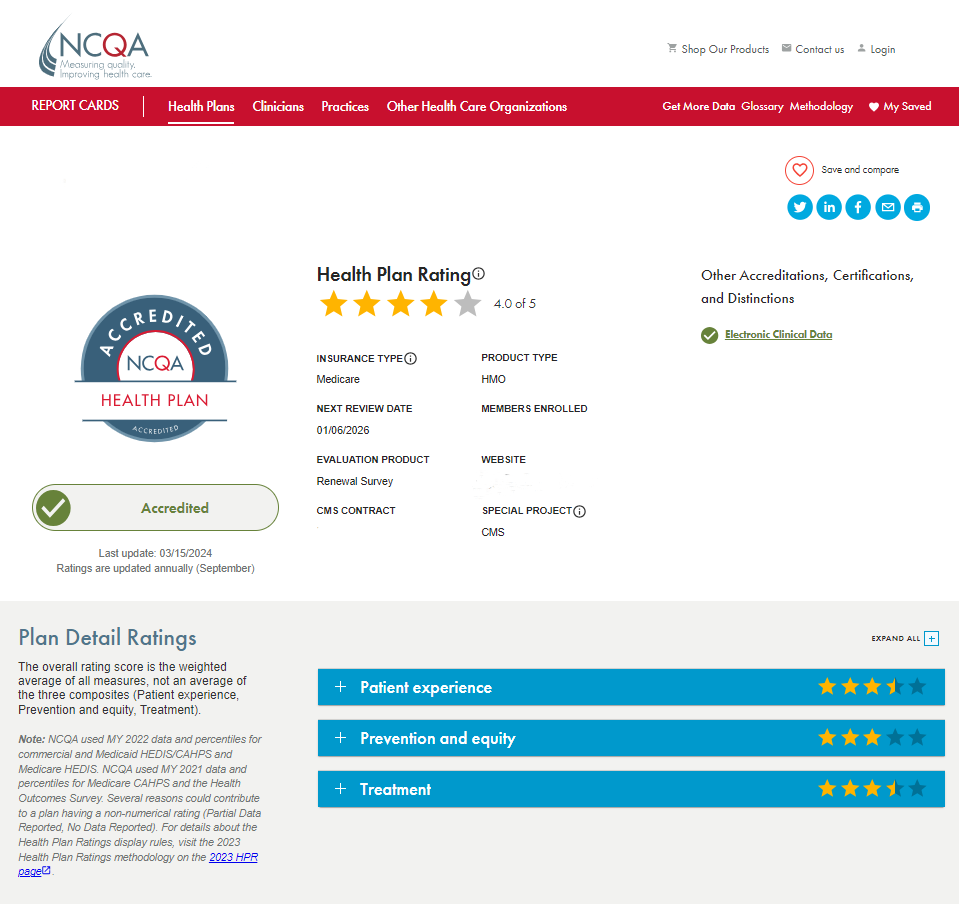 NCQA
Measuring quality.
Improving health care.
Shop Our Products
Contact us
Login
REPORT CARDS
Health Plans
Clinicians
Practices
Other Health Care Organizations
Get More Data
Glossary
Methodology
My Saved
Save and compare
ACCREDITED
NCQA
HEALTH PLAN
ACCREDITED
Accredited
Last update: 03/15/2024
Ratings are updated annually (September)
Health Plan Rating
4.0 of 5
INSURANCE TYPE
Medicare
PRODUCT TYPE
HMO
NEXT REVIEW DATE
01/06/2026
MEMBERS ENROLLED
EVALUATION PRODUCT
Renewal Survey
WEBSITE
CMS CONTRACT
SPECIAL PROJECT
CMS
Other Accreditations, Certifications,
and Distinctions
Electronic Clinical Data
Plan Detail Ratings
The overall rating score is the weighted
average of all measures, not an average of
the three composites (Patient experience,
Prevention and equity, Treatment).
Note: NCQA used MY 2022 data and percentiles for
commercial and Medicaid HEDIS/CAHPS and
Medicare HEDIS. NCQA used MY 2021 data and
percentiles for Medicare CAHPS and the Health
Outcomes Survey. Several reasons could contribute
to a plan having a non-numerical rating (Partial Data
Reported, No Data Reported). For details about the
Health Plan Ratings display rules, visit the 2023
Health Plan Ratings methodology on the 2023 HPR
page.
EXPAND ALL
Patient experience
Prevention and equity
Treatment